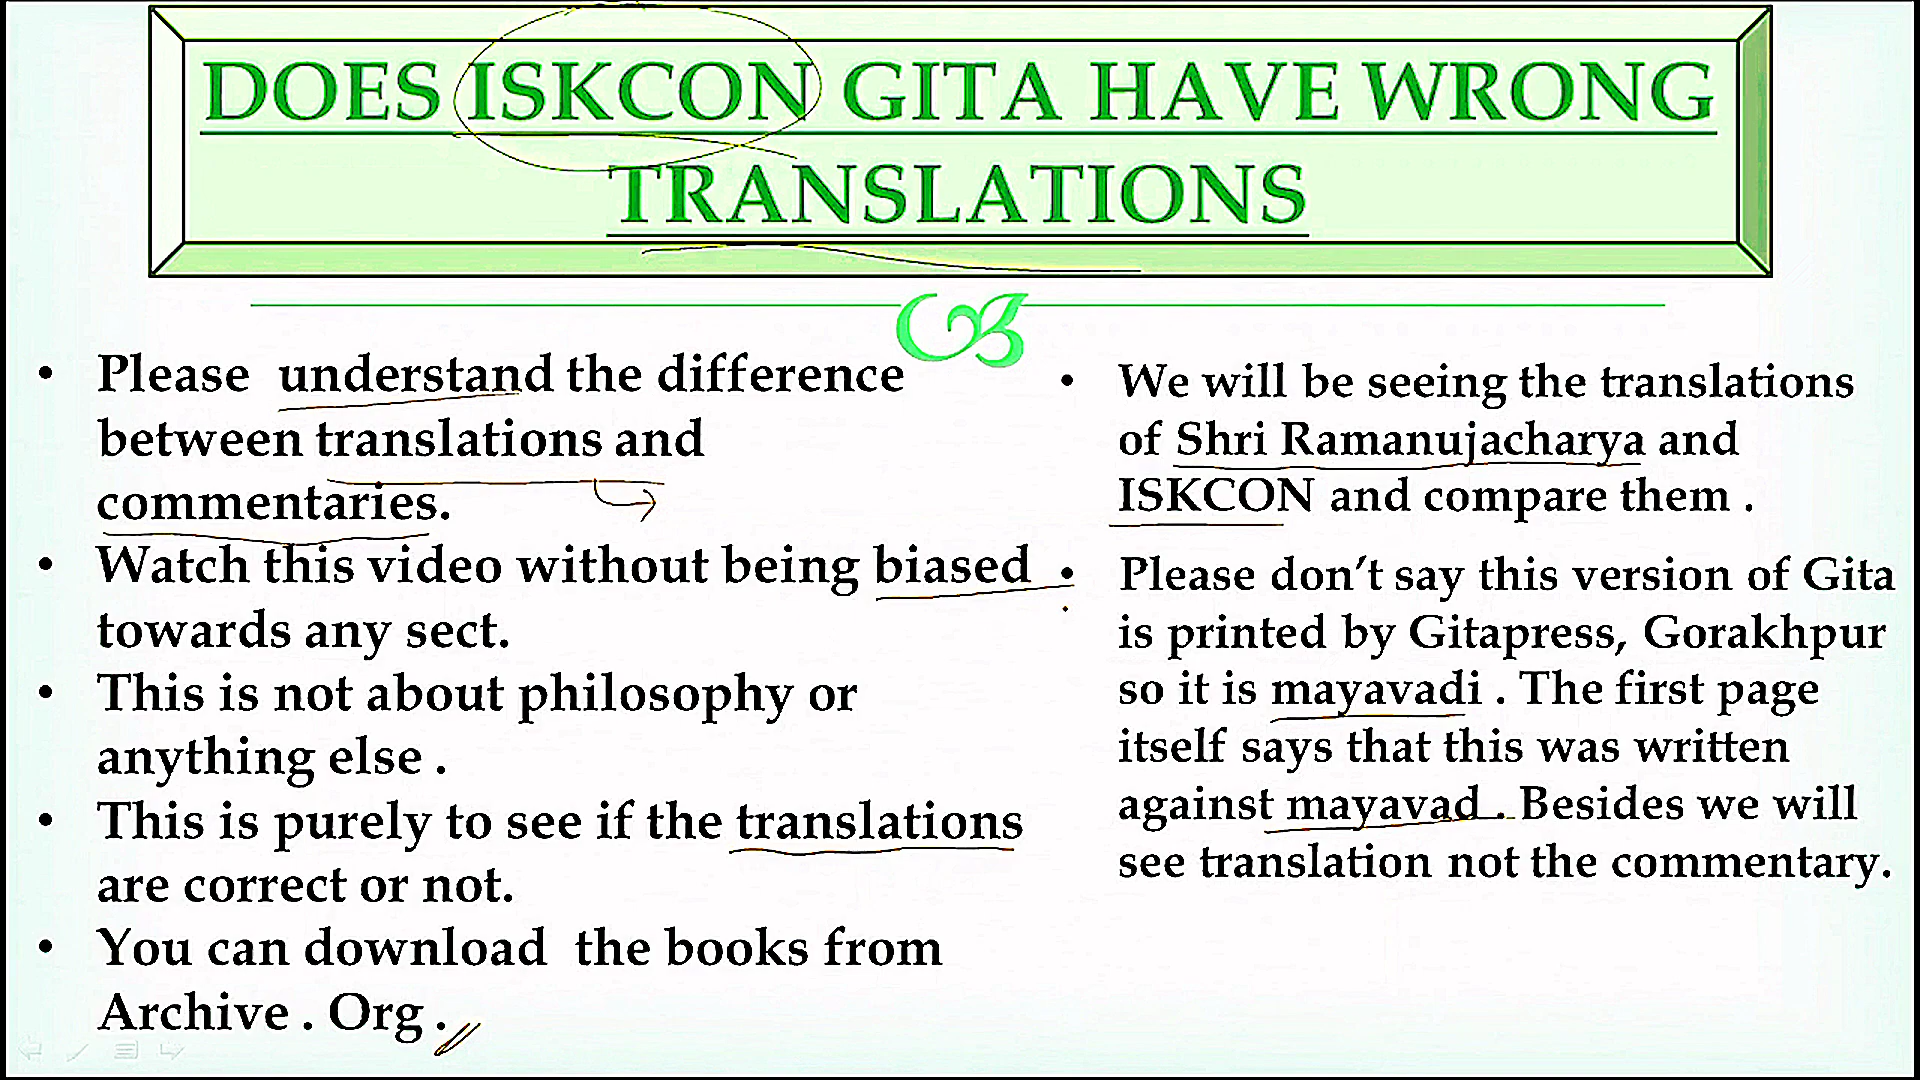 DOES ISKCON GITA HAVE WRONG
TRANSLATIONS
• Please understand the difference
between translations and
commentaries.
• Watch this video without being biased
towards any sect.
• This is not about philosophy or
anything else .
• This is purely to see if the translations
are correct or not.
• You can download the books from
Archive . Org .
• We will be seeing the translations
of Shri Ramanujacharya and
ISKCON and compare them .
• Please don’t say this version of Gita
is printed by Gitapress, Gorakhpur
so it is mayavadi . The first page
itself says that this was written
against mayavad . Besides we will
see translation not the commentary.